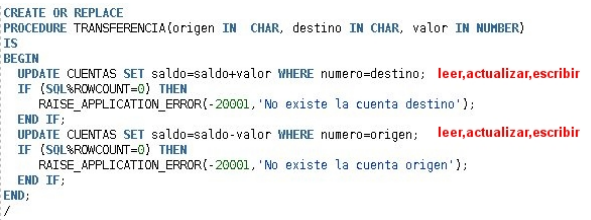 CREATE OR REPLACE
PROCEDURE TRANSFERENCIA(origen IN  CHAR, destino IN CHAR, valor IN NUMBER)
IS
BEGIN
  UPDATE CUENTAS SET saldo=saldo+valor WHERE numero=destino;  leer,actualizar,escribir
  IF (SQL%ROWCOUNT=0) THEN
    RAISE_APPLICATION_ERROR(-20001,'No existe la cuenta destino');
  END IF;
  UPDATE CUENTAS SET saldo=saldo-valor WHERE numero=origen;  leer,actualizar,escribir
  IF (SQL%ROWCOUNT=0) THEN
    RAISE_APPLICATION_ERROR(-20001,'No existe la cuenta origen');
  END IF;
END;
/